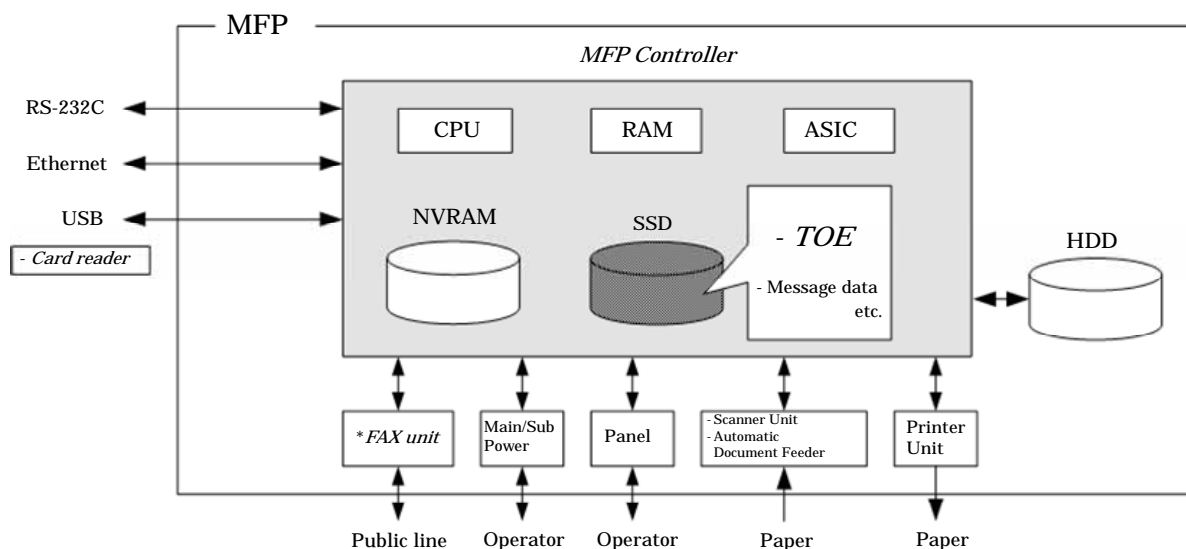 MFP
MFP Controller
RS-232C
Ethernet
USB
- Card reader
CPU
RAM
ASIC
NVRAM
SSD
- TOE
- Message data
etc.
HDD
*FAX unit
Main/Sub
Power
Panel
- Scanner Unit
- Automatic
Document Feeder
Printer
Unit
Public line
Operator
Operator
Paper
Paper